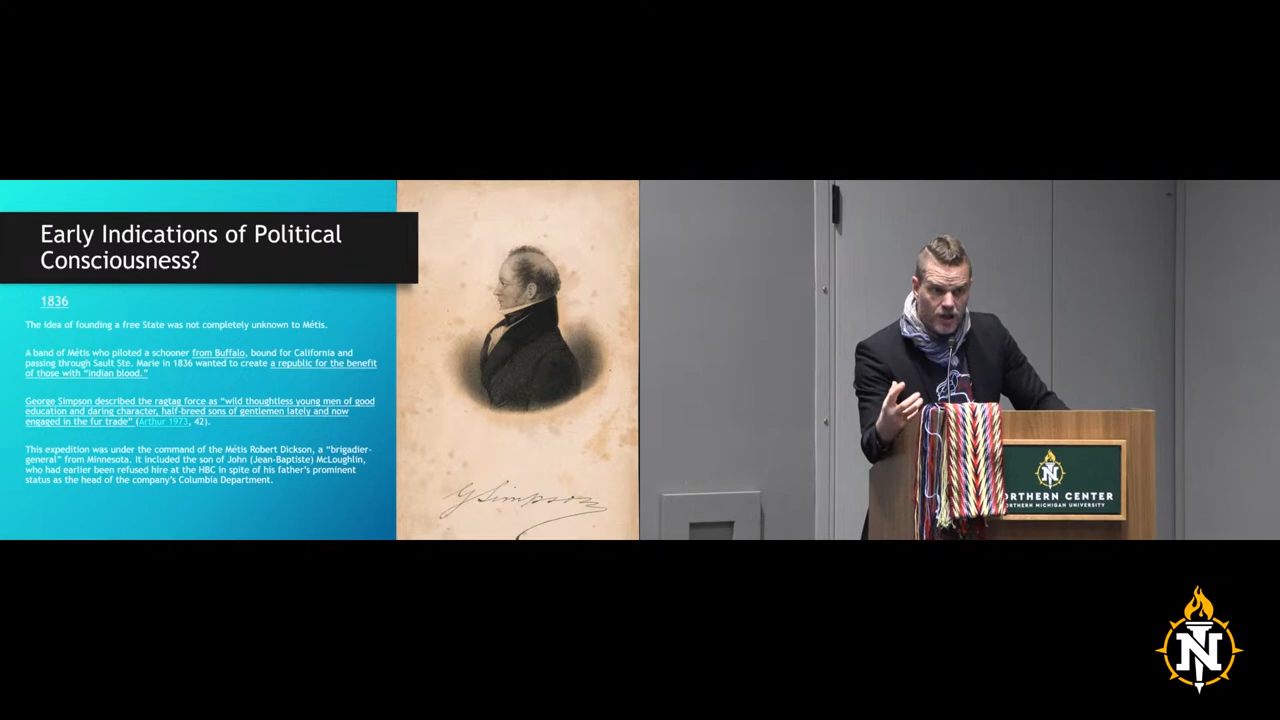 Early Indications of Political
Consciousness?
1836
The idea of founding a free State was not completely unknown to Métis.
A band of Métis who piloted a schooner from Buffalo, bound for California and
passing through Sault Ste. Marie in 1836 wanted to create a republic for the benefit
of those with “Indian blood.”
George Simpson described the ragtag force as “wild thoughtless young men of good
education and daring character, half-breed sons of gentlemen lately and now
engaged in the fur trade” (Arthur 1973, 42).
This expedition was under the command of the Métis Robert Dickson, a “brigadier-
general” from Minnesota. It included the son of John (Jean-Baptiste) McLoughlin,
who had earlier been refused hire at the HBC in spite of his father’s prominent
status as the head of the company’s Columbia Department.
G Simpson
N
ORTHERN CENTER
ORTHERN MICHIGAN UNIVERSITY
N